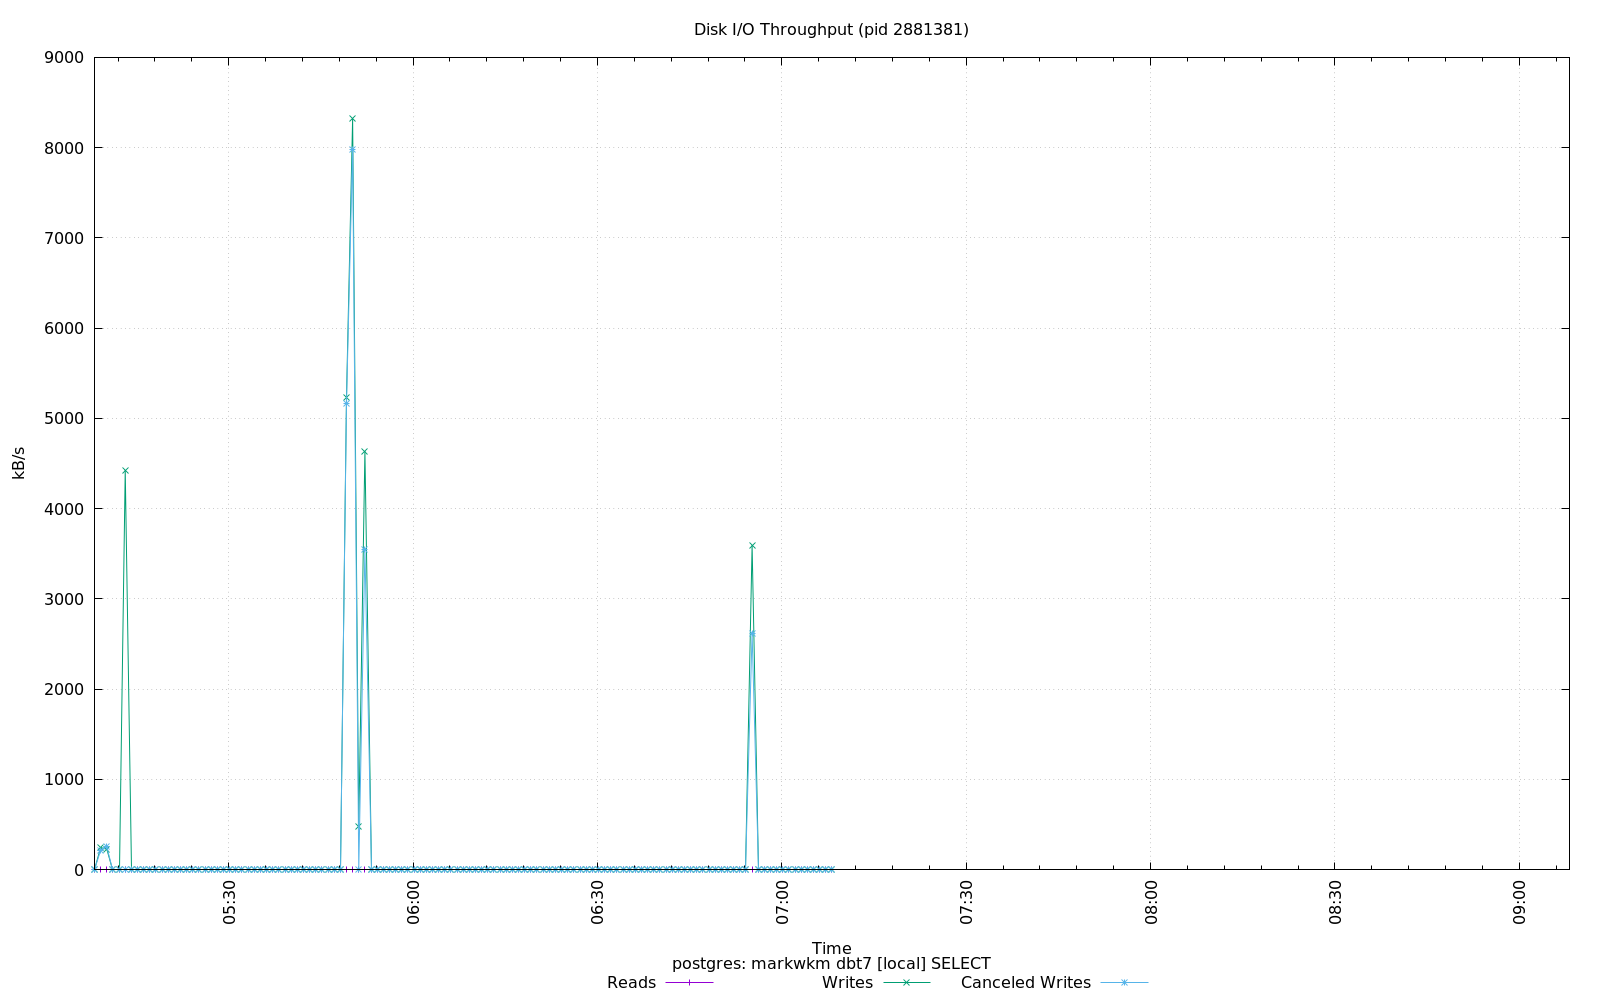 Disk I/O Throughput (pid 2881381)
9000
8000
7000
6000
5000
4000
3000
2000
1000
0
kB/s
05:30 06:00 06:30 07:00 07:30 08:00 08:30 09:00
Time
postgres: markwkm dbt7 [local] SELECT
Reads Writes Canceled Writes